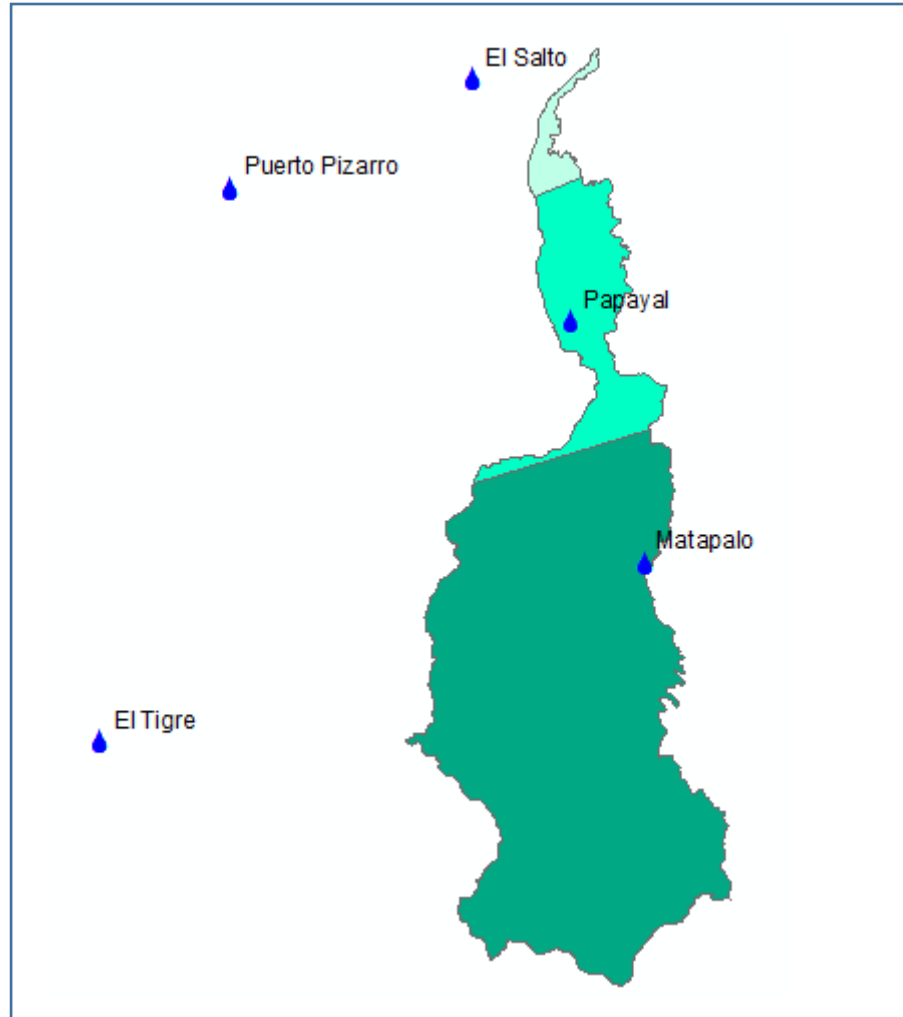 El Salto
Puerto Pizarro
Papayal
Matapalo
El Tigre